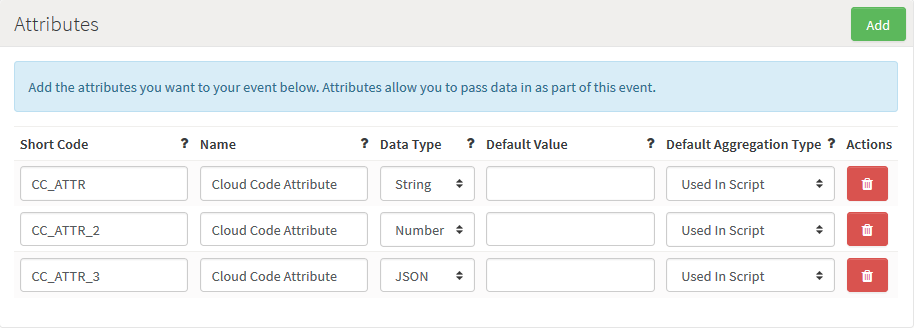 Attributes Add
Add the attributes you want to your event below. Attributes allow you to pass data in as part of this event.
Short Code ? Name ? Data Type ? Default Value ? Default Aggregation Type ? Actions
CC_ATTR Cloud Code Attribute String Used In Script
CC_ATTR_2 Cloud Code Attribute Number Used In Script
CC_ATTR_3 Cloud Code Attribute JSON Used In Script